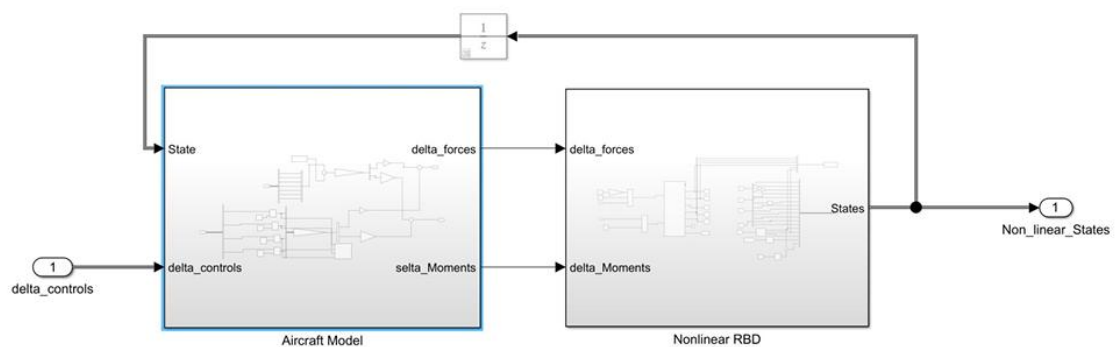 1
z
State
delta_forces
delta_forces
States
1
Non_linear_States
1
delta_controls
delta_controls
selta_Moments
delta_Moments
Aircraft Model
Nonlinear RBD